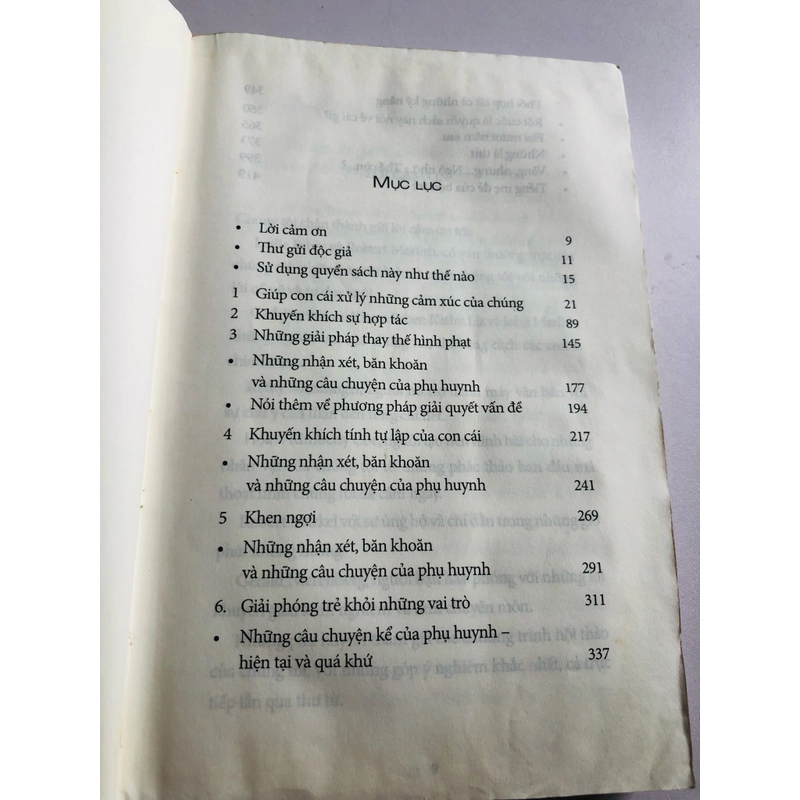 MỤC LỤC
• Lời cảm ơn 9
• Thư gửi độc giả 11
• Sử dụng quyển sách này như thế nào 15
1 Giúp con cái xử lý những cảm xúc của chúng 21
2 Khuyến khích sự hợp tác 89
3 Những giải pháp thay thế hình phạt 145
• Những nhận xét, băn khoăn
và những câu chuyện của phụ huynh 177
• Nói thêm về phương pháp giải quyết vấn đề 194
4 Khuyến khích tính tự lập của con cái 217
• Những nhận xét, băn khoăn
và những câu chuyện của phụ huynh 241
5 Khen ngợi 269
• Những nhận xét, băn khoăn
và những câu chuyện của phụ huynh 291
6. Giải phóng trẻ khỏi những vai trò 311
• Những câu chuyện kể của phụ huynh –
hiện tại và quá khứ 337